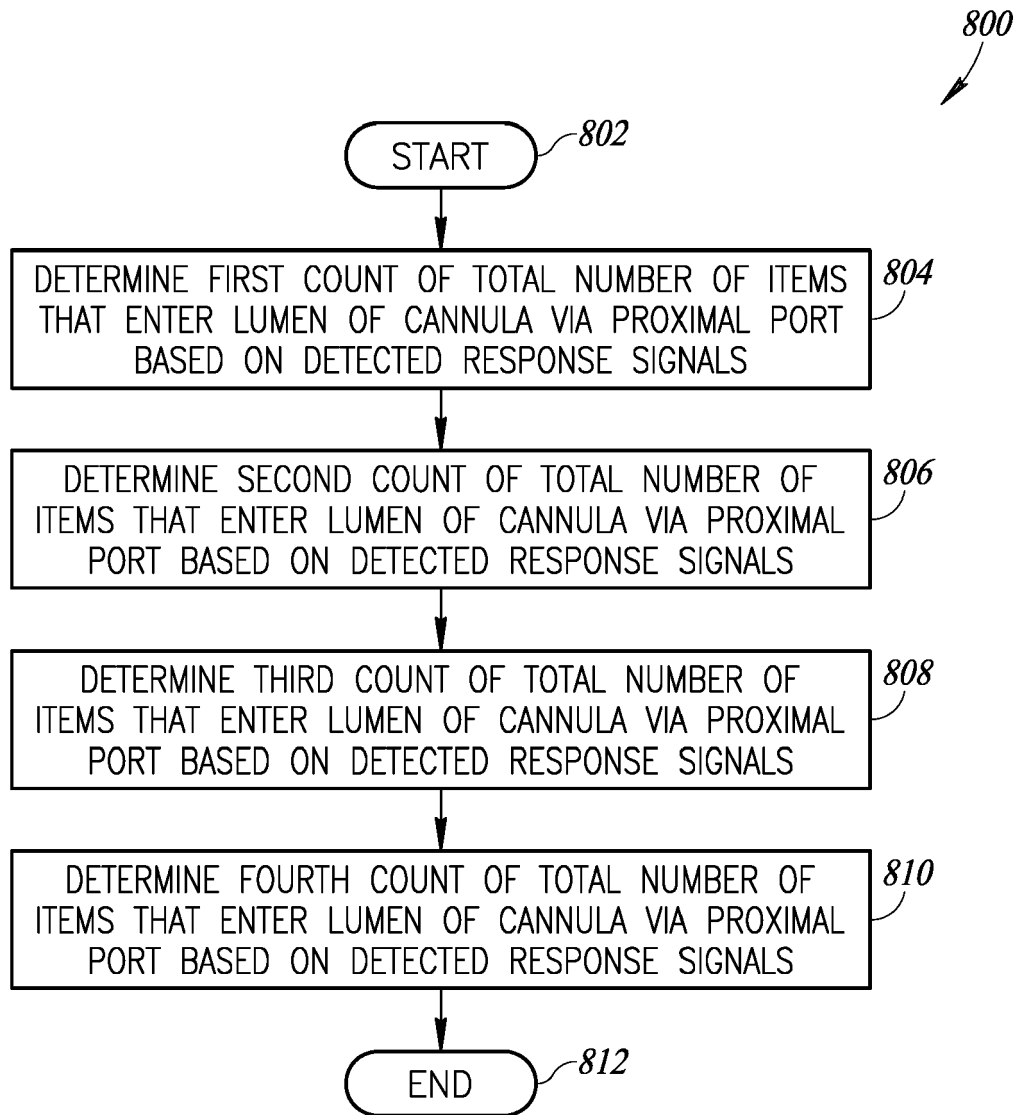 800
START
802
DETERMINE FIRST COUNT OF TOTAL NUMBER OF ITEMS
THAT ENTER LUMEN OF CANNULA VIA PROXIMAL PORT
BASED ON DETECTED RESPONSE SIGNALS
804
DETERMINE SECOND COUNT OF TOTAL NUMBER OF
ITEMS THAT ENTER LUMEN OF CANNULA VIA PROXIMAL
PORT BASED ON DETECTED RESPONSE SIGNALS
806
DETERMINE THIRD COUNT OF TOTAL NUMBER OF
ITEMS THAT ENTER LUMEN OF CANNULA VIA PROXIMAL
PORT BASED ON DETECTED RESPONSE SIGNALS
808
DETERMINE FOURTH COUNT OF TOTAL NUMBER OF
ITEMS THAT ENTER LUMEN OF CANNULA VIA PROXIMAL
PORT BASED ON DETECTED RESPONSE SIGNALS
810
END
812